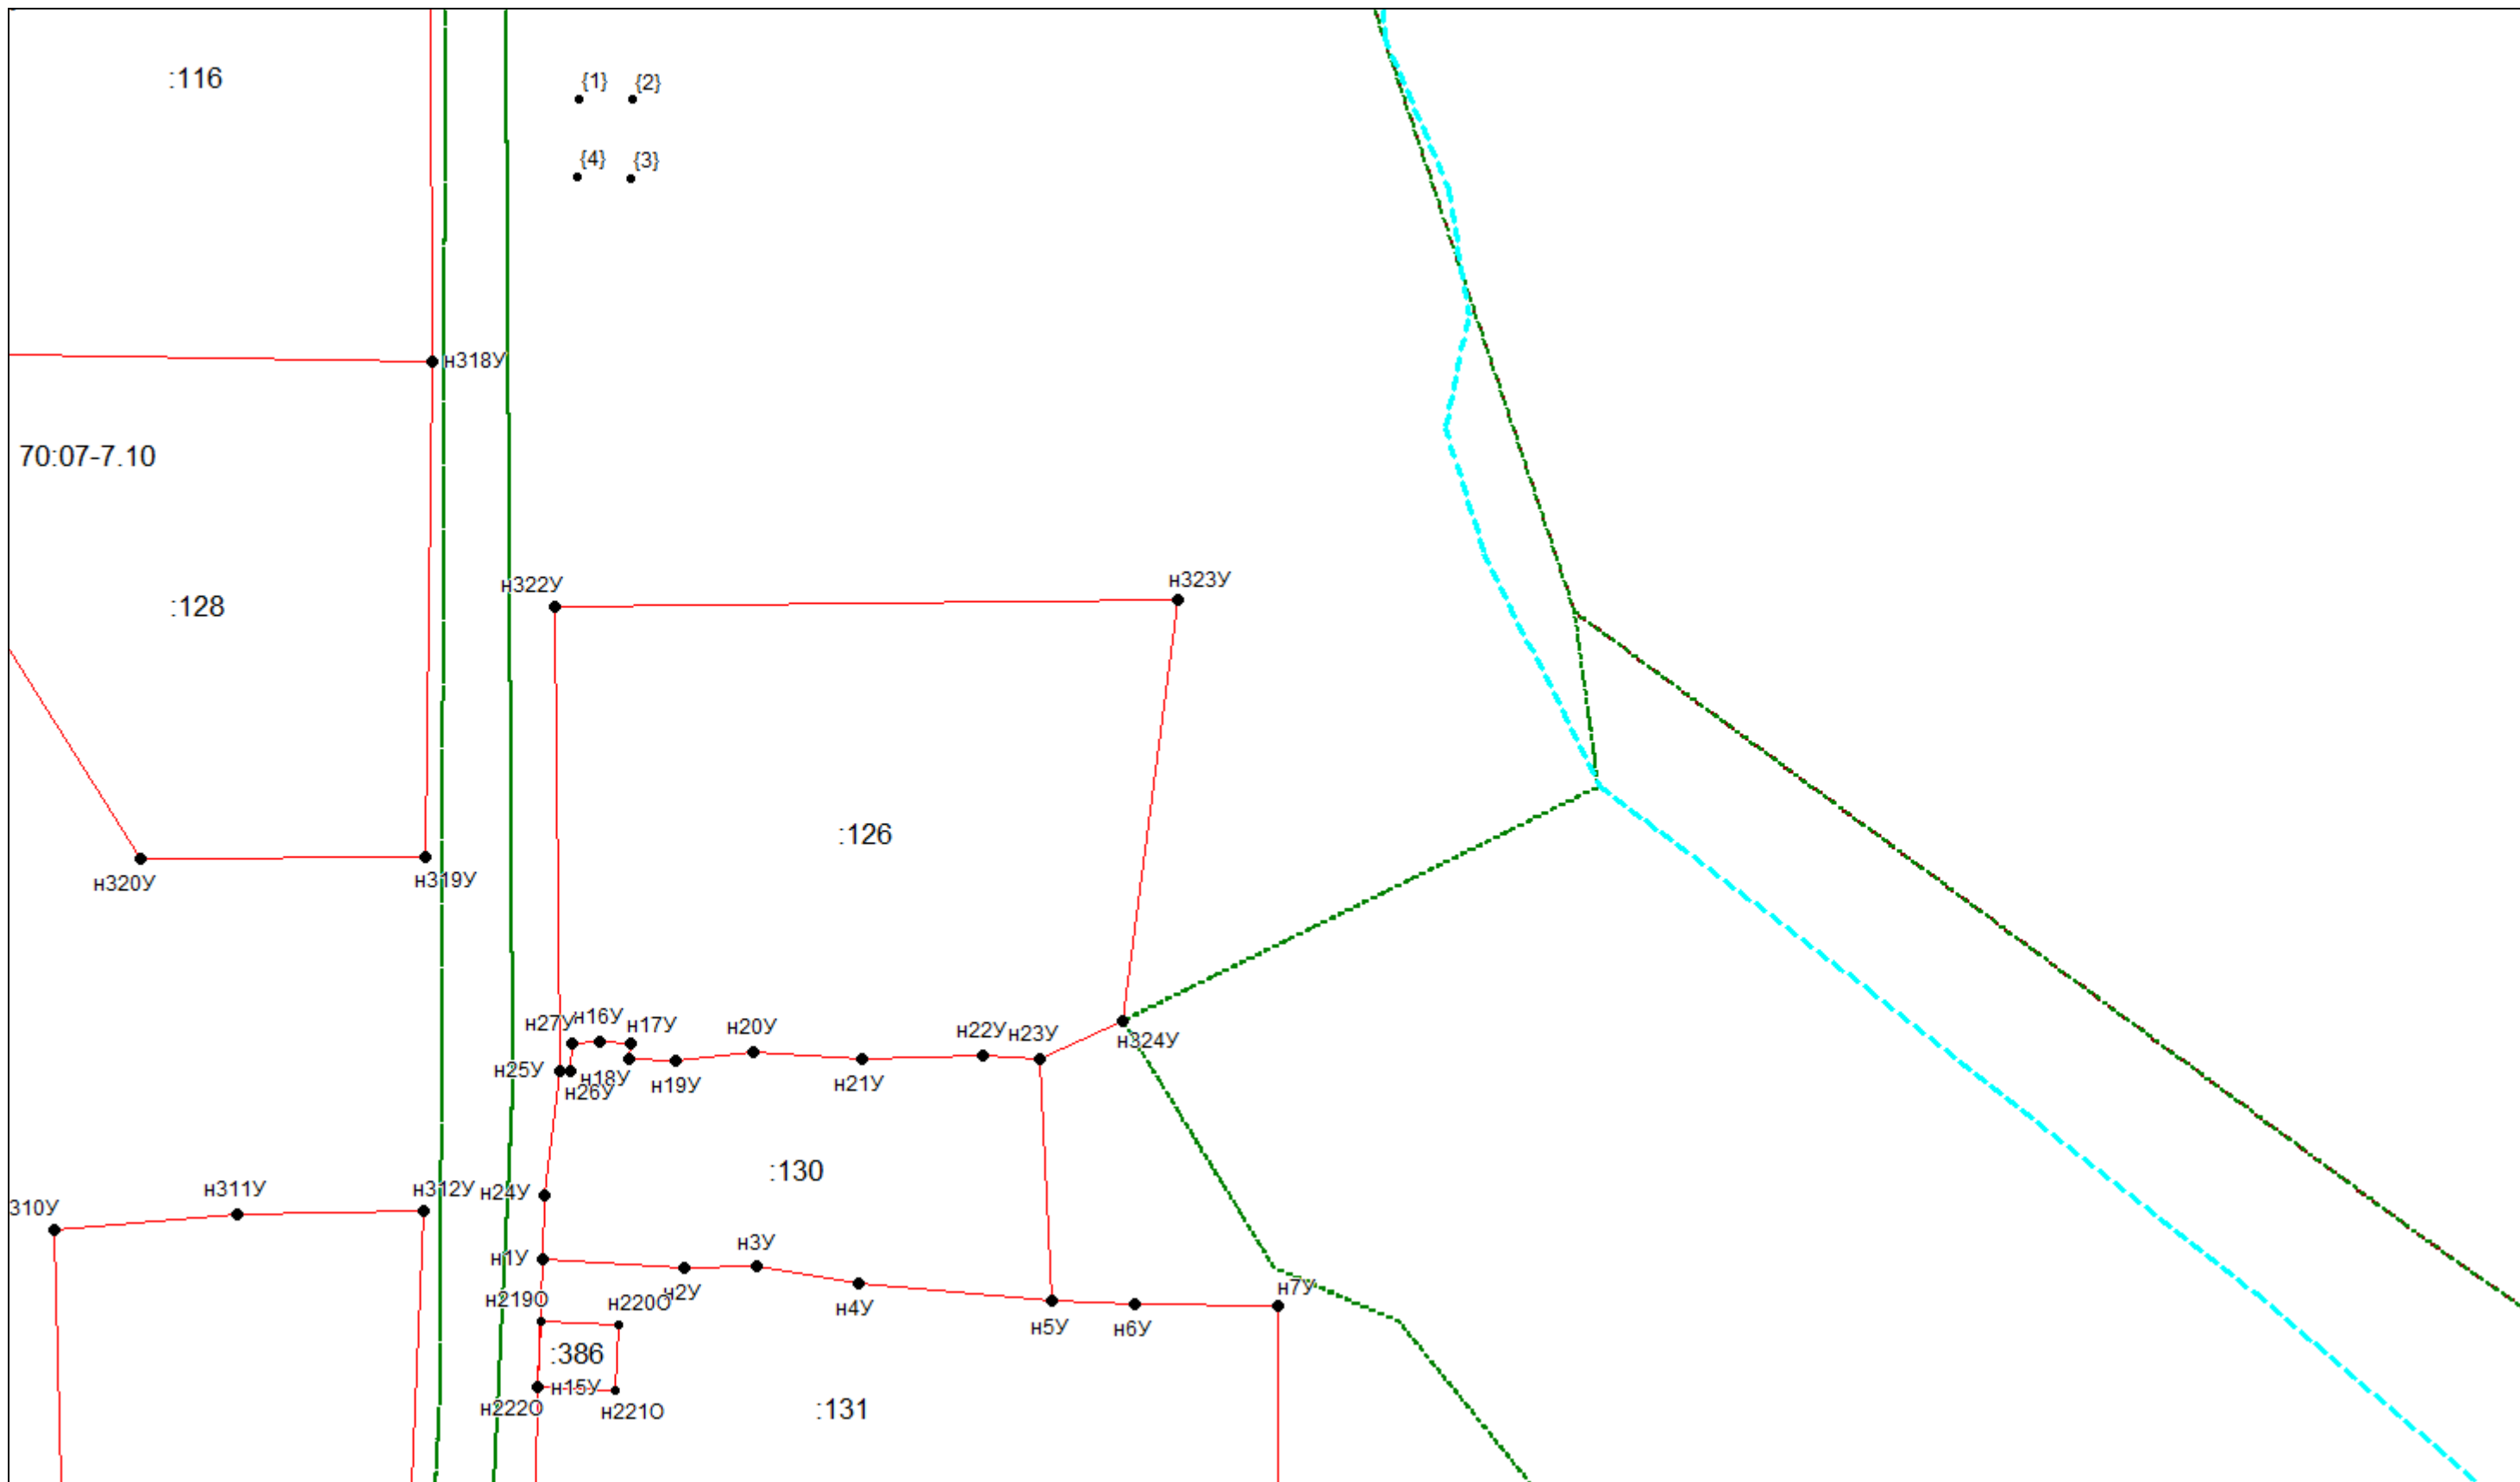 :116
{1}
{2}
{4}
{3}
н318У
70:07-7.10
н322У
н323У
:128
:126
н320У
н319У
н27У
н16У
н17У
н20У
н22У
н23У
н324У
н25У
н26У
н18У
н19У
н21У
:130
310У
н311У
н312У
н24У
н1У
н3У
н219О
н220О
н2У
н4У
н5У
н6У
н7У
:386
н15У
н222О
н221О
:131